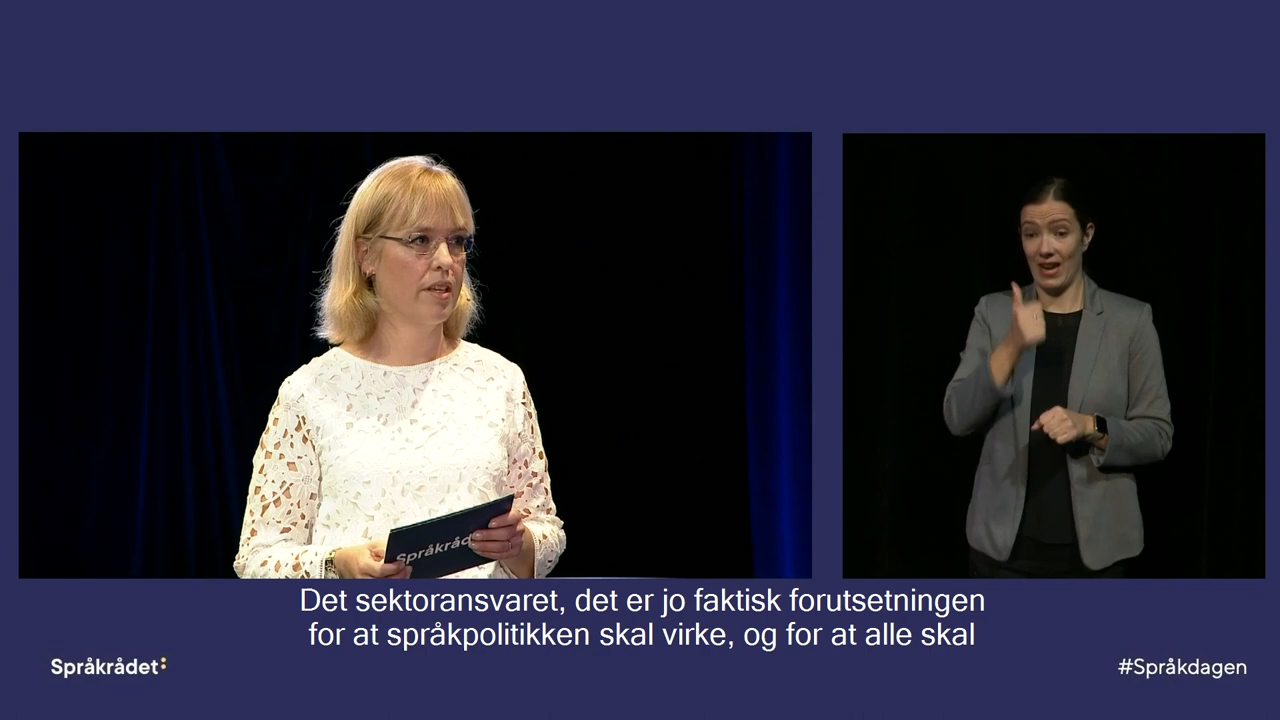 Språkråd
Det sektoransvaret, det er jo faktisk forutsetningen
for at språkpolitikken skal virke, og for at alle skal
Språkrådet:
#Språkdagen